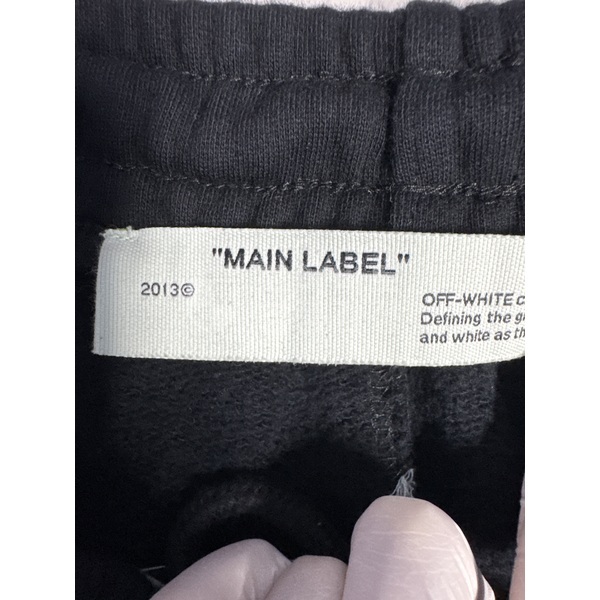 "MAIN LABEL"
2013©
OFF-WHITE
Defining the
and white as